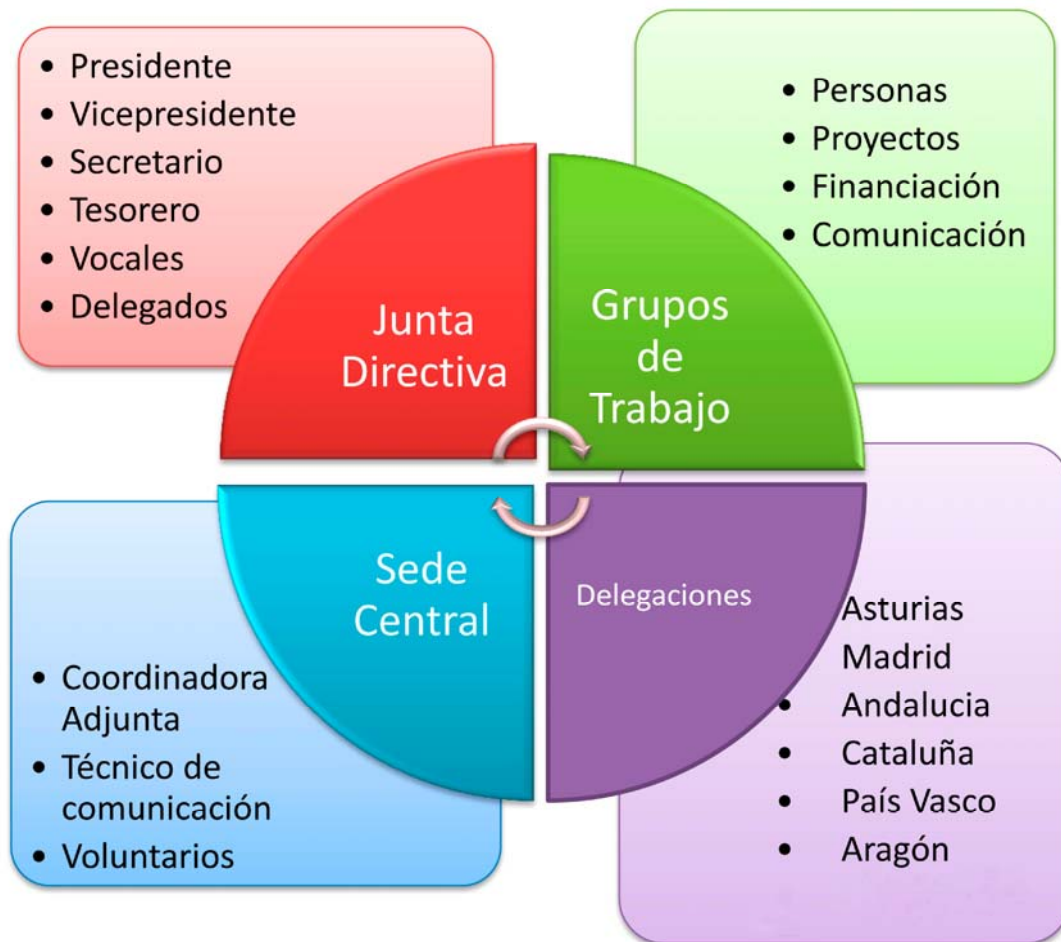 • Presidente
• Vicepresidente
• Secretario
• Tesorero
• Vocales
• Delegados
Junta
Directiva
• Personas
• Proyectos
• Financiación
• Comunicación
Grupos
de
Trabajo
Sede
Central
• Coordinadora
Adjunta
• Técnico de
comunicación
• Voluntarios
Delegaciones
Asturias
Madrid
• Andalucia
• Cataluña
• País Vasco
• Aragón